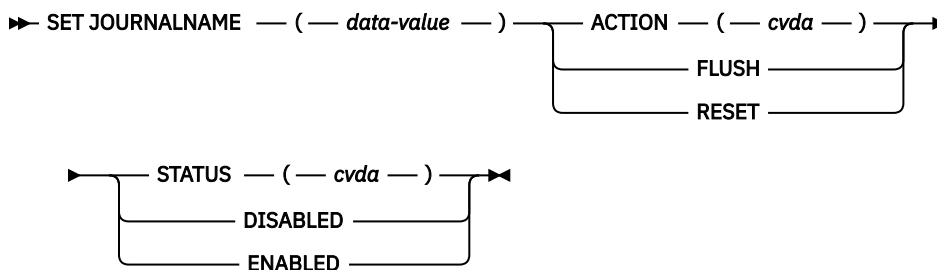 SET JOURNALNAME ( data-value ) ACTION ( cvda )
FLUSH
RESET
STATUS ( cvda )
DISABLED
ENABLED